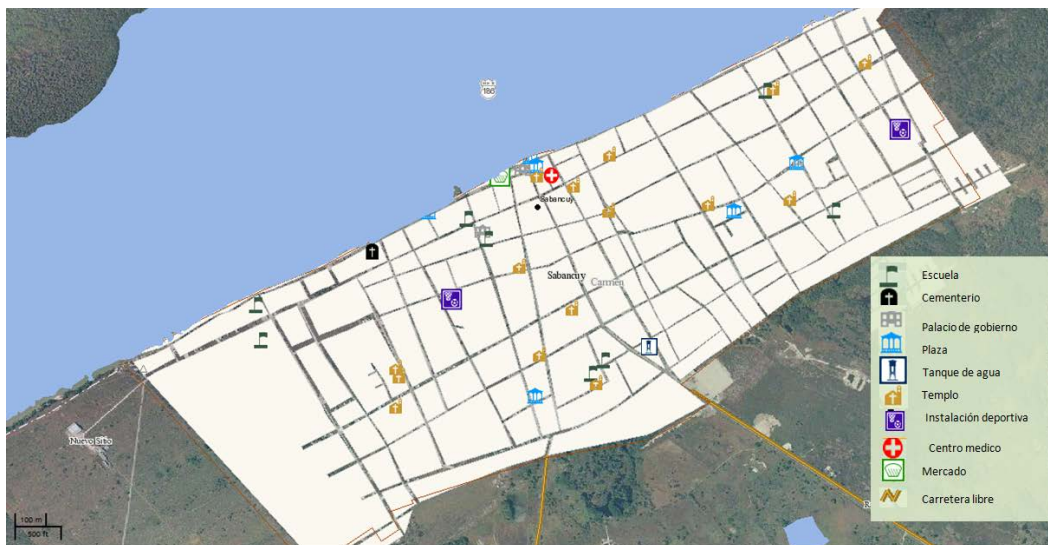 186
Sabancuy
Sabancuy
Carmen
Nuevo Sitio
100 m
500 ft
Escuela
Cementerio
Palacio de gobierno
Plaza
Tanque de agua
Templo
Instalación deportiva
Centro medico
Mercado
Carretera libre